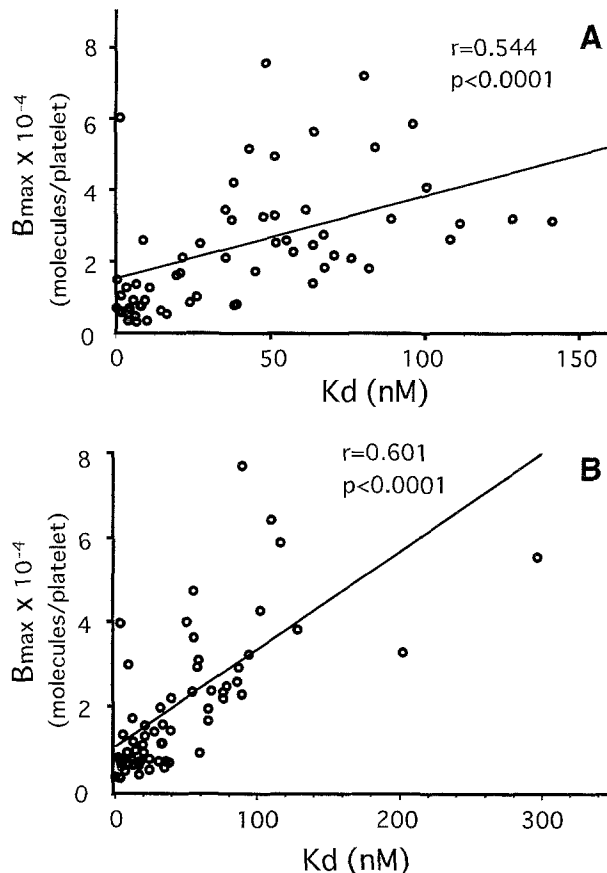 A
r=0.544
p<0.0001
Bmax X 10⁻⁴
(molecules/platelet)
8
6
4
2
0
0 50 100 150
Kd (nM)
B
r=0.601
p<0.0001
Bmax X 10⁻⁴
(molecules/platelet)
8
6
4
2
0
0 100 200 300
Kd (nM)